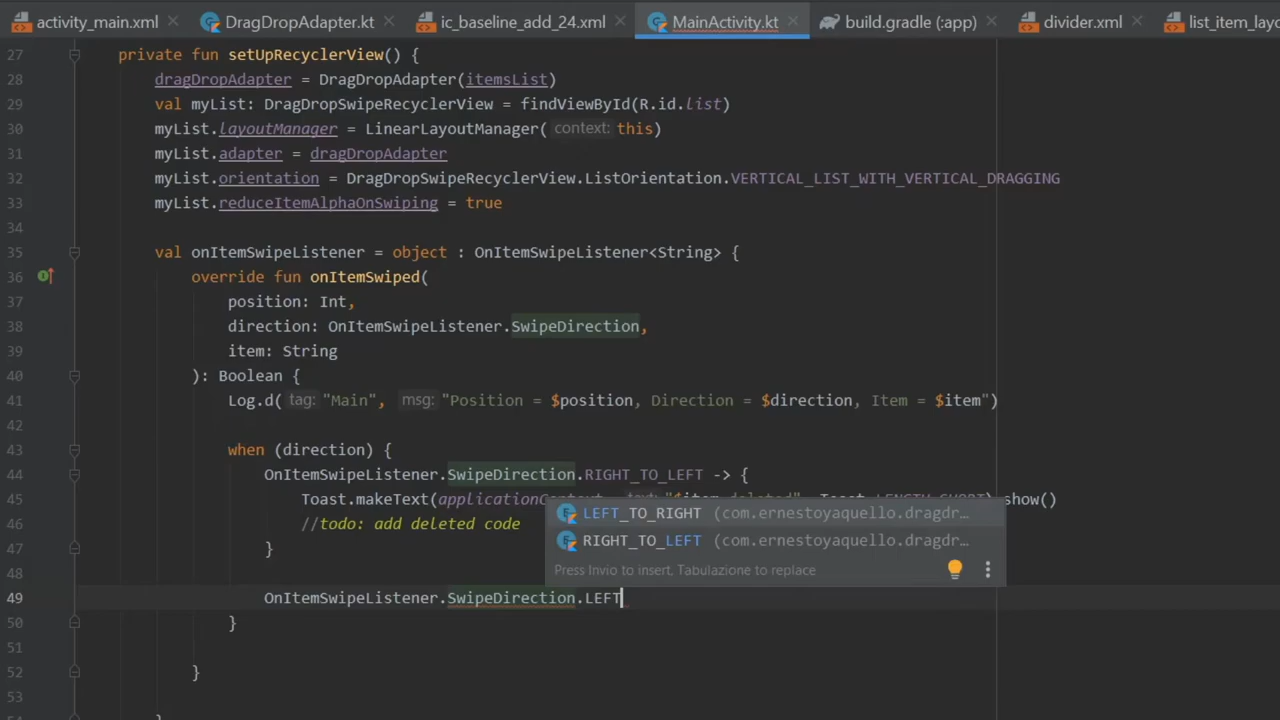 activity_main.xml DragDropAdapter.kt ic_baseline_add_24.xml MainActivity.kt build.gradle (:app) divider.xml list_item_layo
27 private fun setUpRecyclerView() {
28 dragDropAdapter = DragDropAdapter(itemsList)
29 val myList: DragDropSwipeRecyclerView = findViewById(R.id.list)
30 myList.layoutManager = LinearLayoutManager( context: this)
31 myList.adapter = dragDropAdapter
32 myList.orientation = DragDropSwipeRecyclerView.ListOrientation.VERTICAL_LIST_WITH_VERTICAL_DRAGGING
33 myList.reduceItemAlphaOnSwiping = true
34
35 val onItemSwipeListener = object : OnItemSwipeListener<String> {
36 override fun onItemSwiped(
37 position: Int,
38 direction: OnItemSwipeListener.SwipeDirection,
39 item: String
40 ): Boolean {
41 Log.d( tag: "Main", msg: "Position = $position, Direction = $direction, Item = $item")
42
43 when (direction) {
44 OnItemSwipeListener.SwipeDirection.RIGHT_TO_LEFT -> {
45 Toast.makeText(applicationContext show()
46 //todo: add deleted code
LEFT_TO_RIGHT (com.ernestoyaquello.dragdr…
47 }
RIGHT_TO_LEFT (com.ernestoyaquello.dragdr…
48
Press Invio to insert, Tabulazione to replace
49 OnItemSwipeListener.SwipeDirection.LEFT
50 }
51
52 }
53